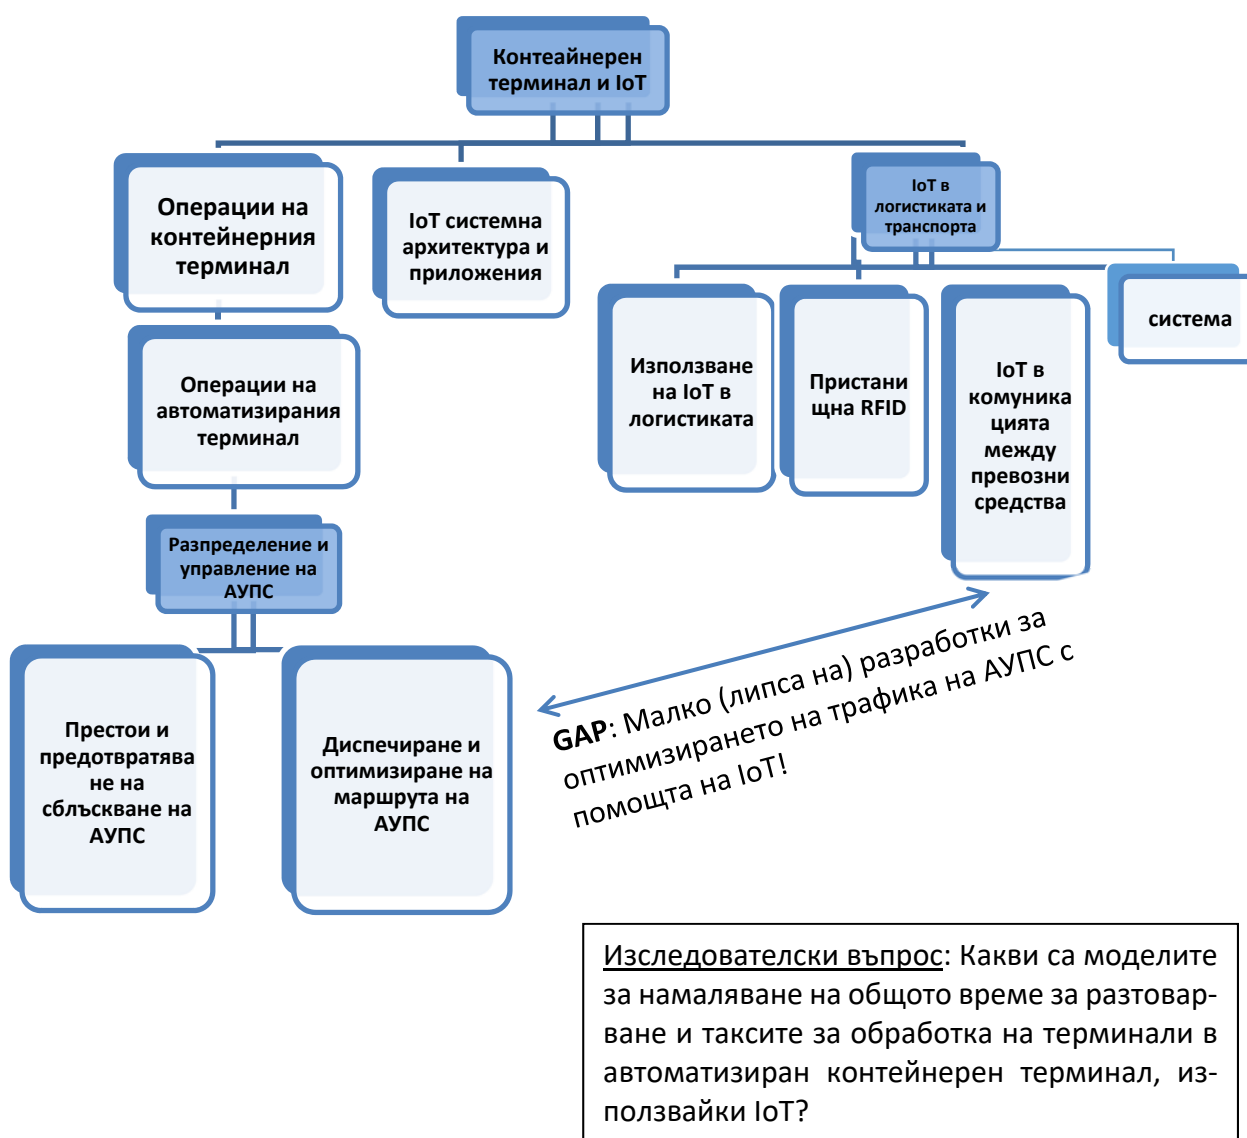 Контеайнерен
терминал и IoT
Операции на
контейнерния
терминал
IoT системна
архитектура и
приложения
IoT в
логистиката и
транспорта
Операции на
автоматизирания
терминал
Използване
на IoT в
логистиката
Пристани
щна RFID
IoT в
комуника
цията
между
превозни
средства
система
Разпределение и
управление на
АУПС
Престои и
предотвратява
не на
сблъскване на
АУПС
Диспечиране и
оптимизиране на
маршрута на
АУПС
GAP: Малко (липса на) разработки за
оптимизирането на трафика на АУПС с
помощта на IoT!
Изследователски въпрос: Какви са моделите
за намаляване на общото време за разтовар-
ване и таксите за обработка на терминали в
автоматизиран контейнерен терминал, из-
ползвайки IoT?